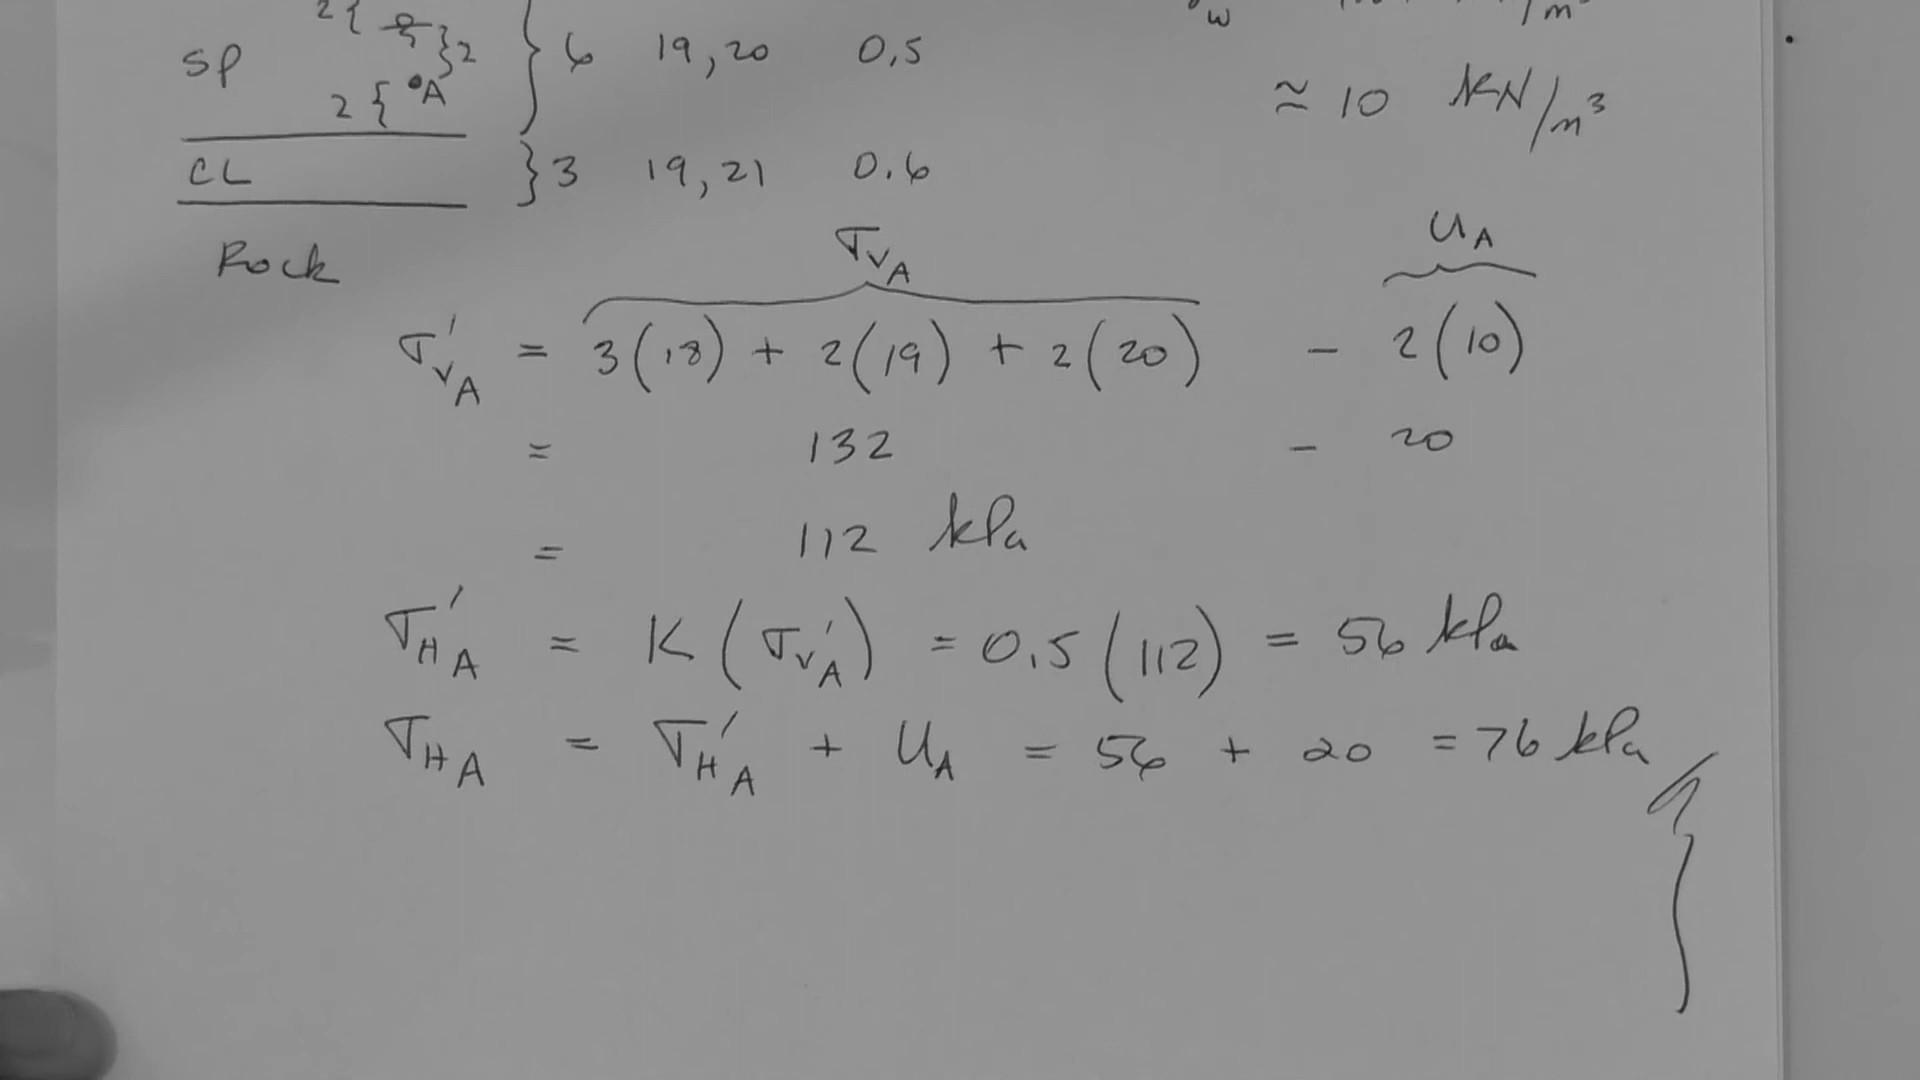 2{ }2
SP } 6 19,20 0.5
2{ °A
≈ 10 kN/m³
CL }3 19,21 0.6
Rock
σ_VA u_A
σ'_VA = 3(18) + 2(19) + 2(20) - 2(10)
= 132 - 20
= 112 kPa
σ'_HA = K(σ'_VA) = 0.5(112) = 56 kPa
σ_HA = σ'_HA + u_A = 56 + 20 = 76 kPa